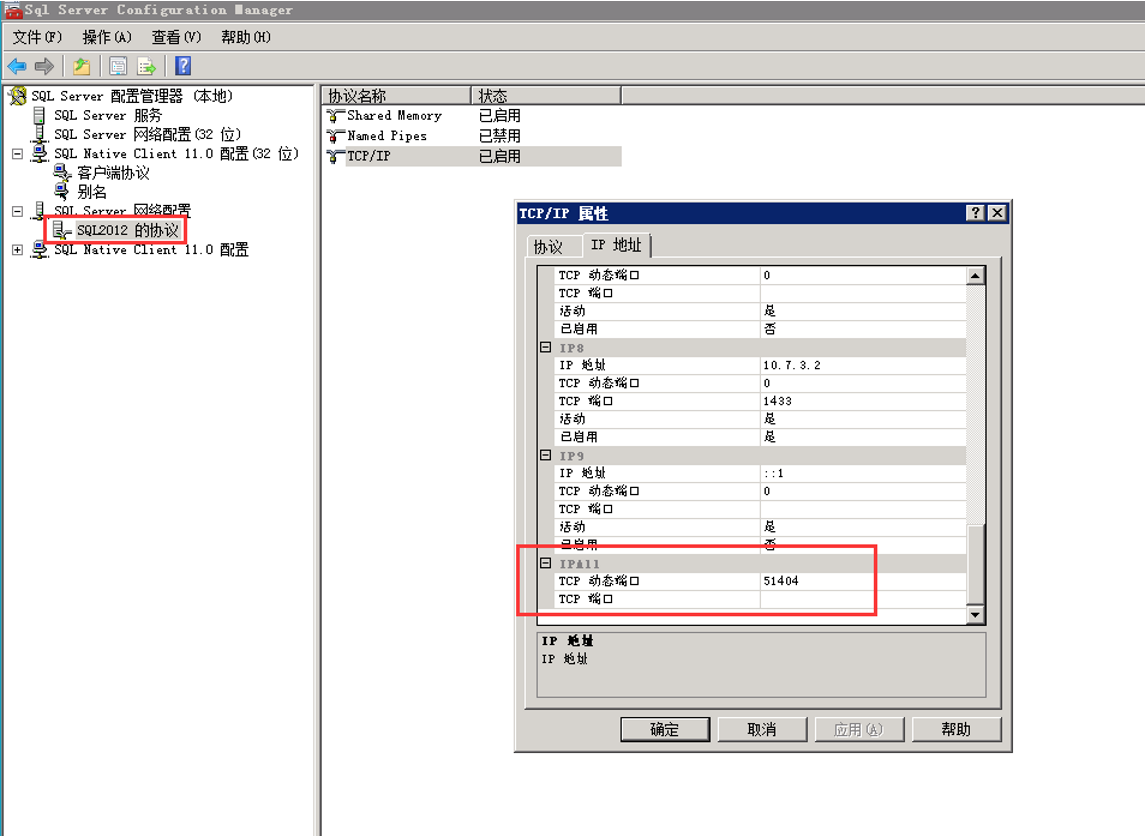 Sql Server Configuration Manager
文件(F) 操作(A) 查看(V) 帮助(H)
SQL Server 配置管理器 (本地)
SQL Server 服务
SQL Server 网络配置(32 位)
SQL Native Client 11.0 配置(32 位)
客户端协议
别名
SQL Server 网络配置
SQL2012 的协议
SQL Native Client 11.0 配置
协议名称 状态
Shared Memory 已启用
Named Pipes 已禁用
TCP/IP 已启用
TCP/IP 属性
协议 IP 地址
TCP 动态端口 0
TCP 端口
活动 是
已启用 否
IP8
IP 地址 10.7.3.2
TCP 动态端口 0
TCP 端口 1433
活动 是
已启用 是
IP9
IP 地址 ::1
TCP 动态端口 0
TCP 端口
活动 是
已启用 否
IPAll
TCP 动态端口 51404
TCP 端口
IP 地址
IP 地址
确定 取消 应用(A) 帮助